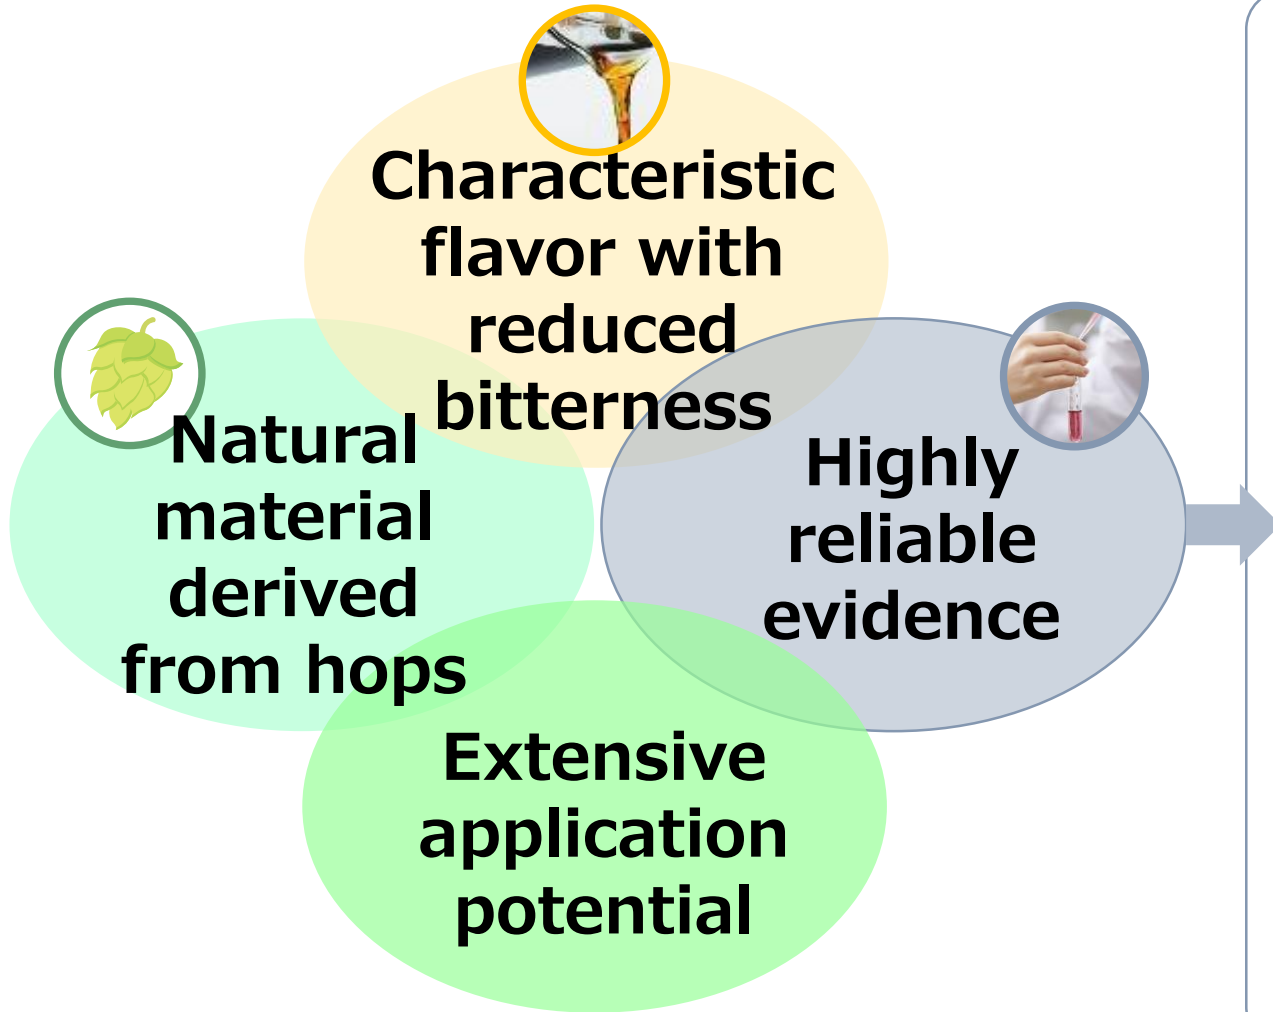 Characteristic
flavor with
reduced
bitterness
Natural
material
derived
from hops
Highly
reliable
evidence
Extensive
application
potential